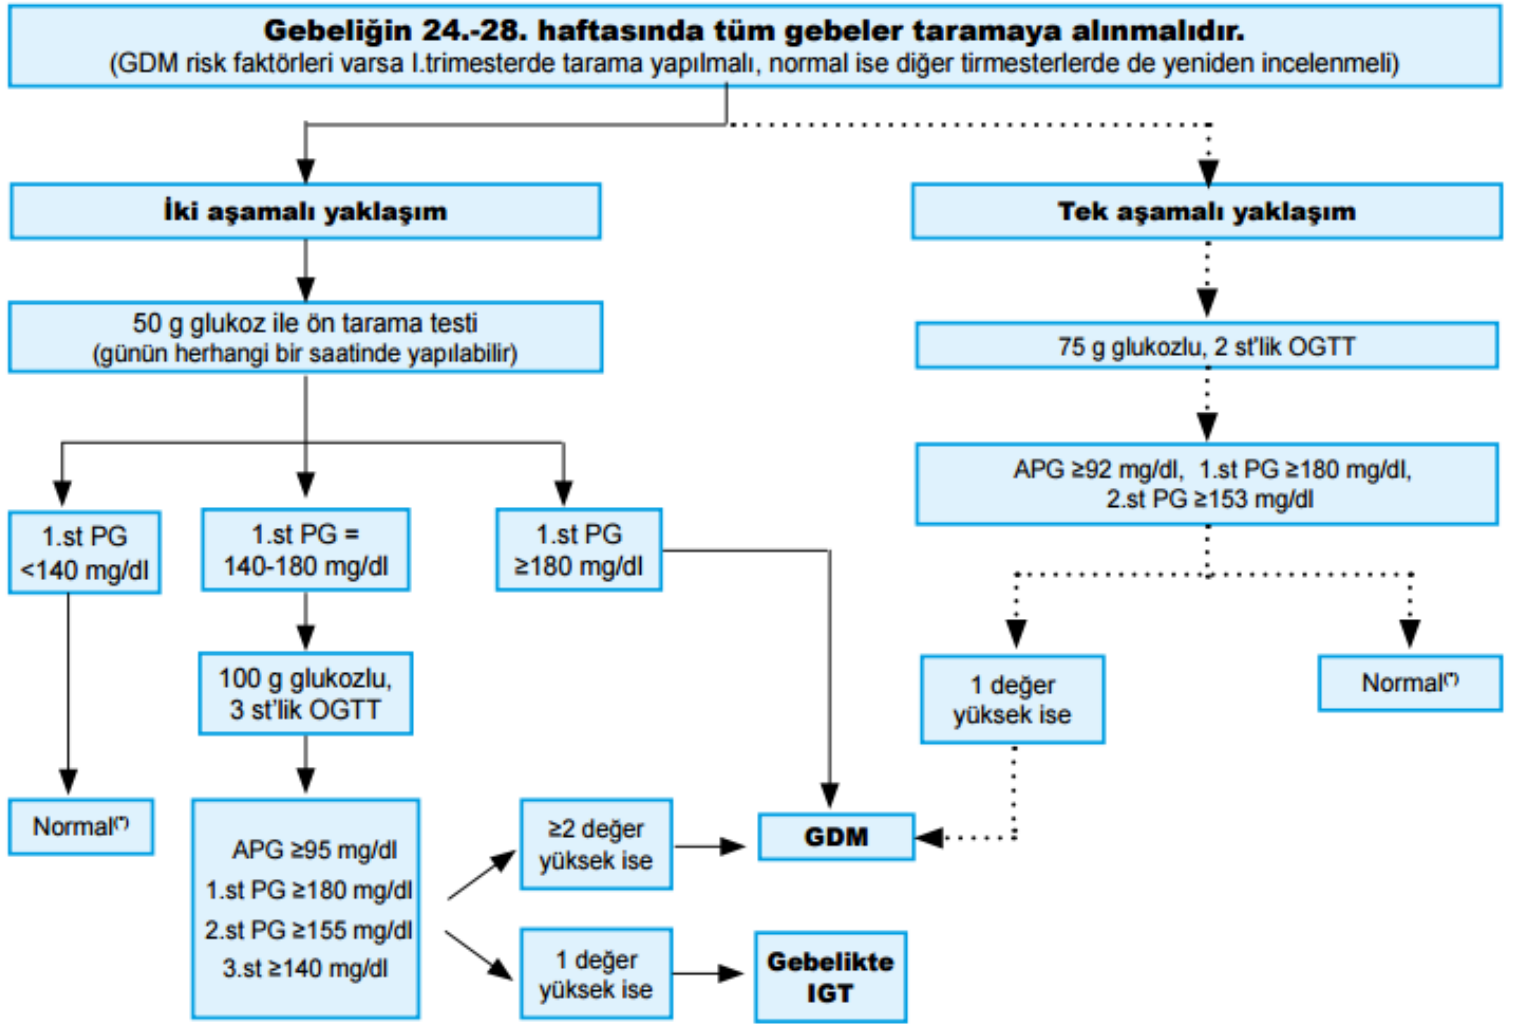 Gebeliğin 24.-28. haftasında tüm gebeler taramaya alınmalıdır.
(GDM risk faktörleri varsa I.trimesterde tarama yapılmalı, normal ise diğer tirmesterlerde de yeniden incelenmeli)
İki aşamalı yaklaşım
Tek aşamalı yaklaşım
50 g glukoz ile ön tarama testi
(günün herhangi bir saatinde yapılabilir)
75 g glukozlu, 2 st'lik OGTT
APG ≥92 mg/dl, 1.st PG ≥180 mg/dl,
2.st PG ≥153 mg/dl
1.st PG
<140 mg/dl
1.st PG =
140-180 mg/dl
1.st PG
≥180 mg/dl
100 g glukozlu,
3 st'lik OGTT
1 değer
yüksek ise
Normal(*)
Normal(*)
APG ≥95 mg/dl
1.st PG ≥180 mg/dl
2.st PG ≥155 mg/dl
3.st ≥140 mg/dl
≥2 değer
yüksek ise
GDM
1 değer
yüksek ise
Gebelikte
IGT